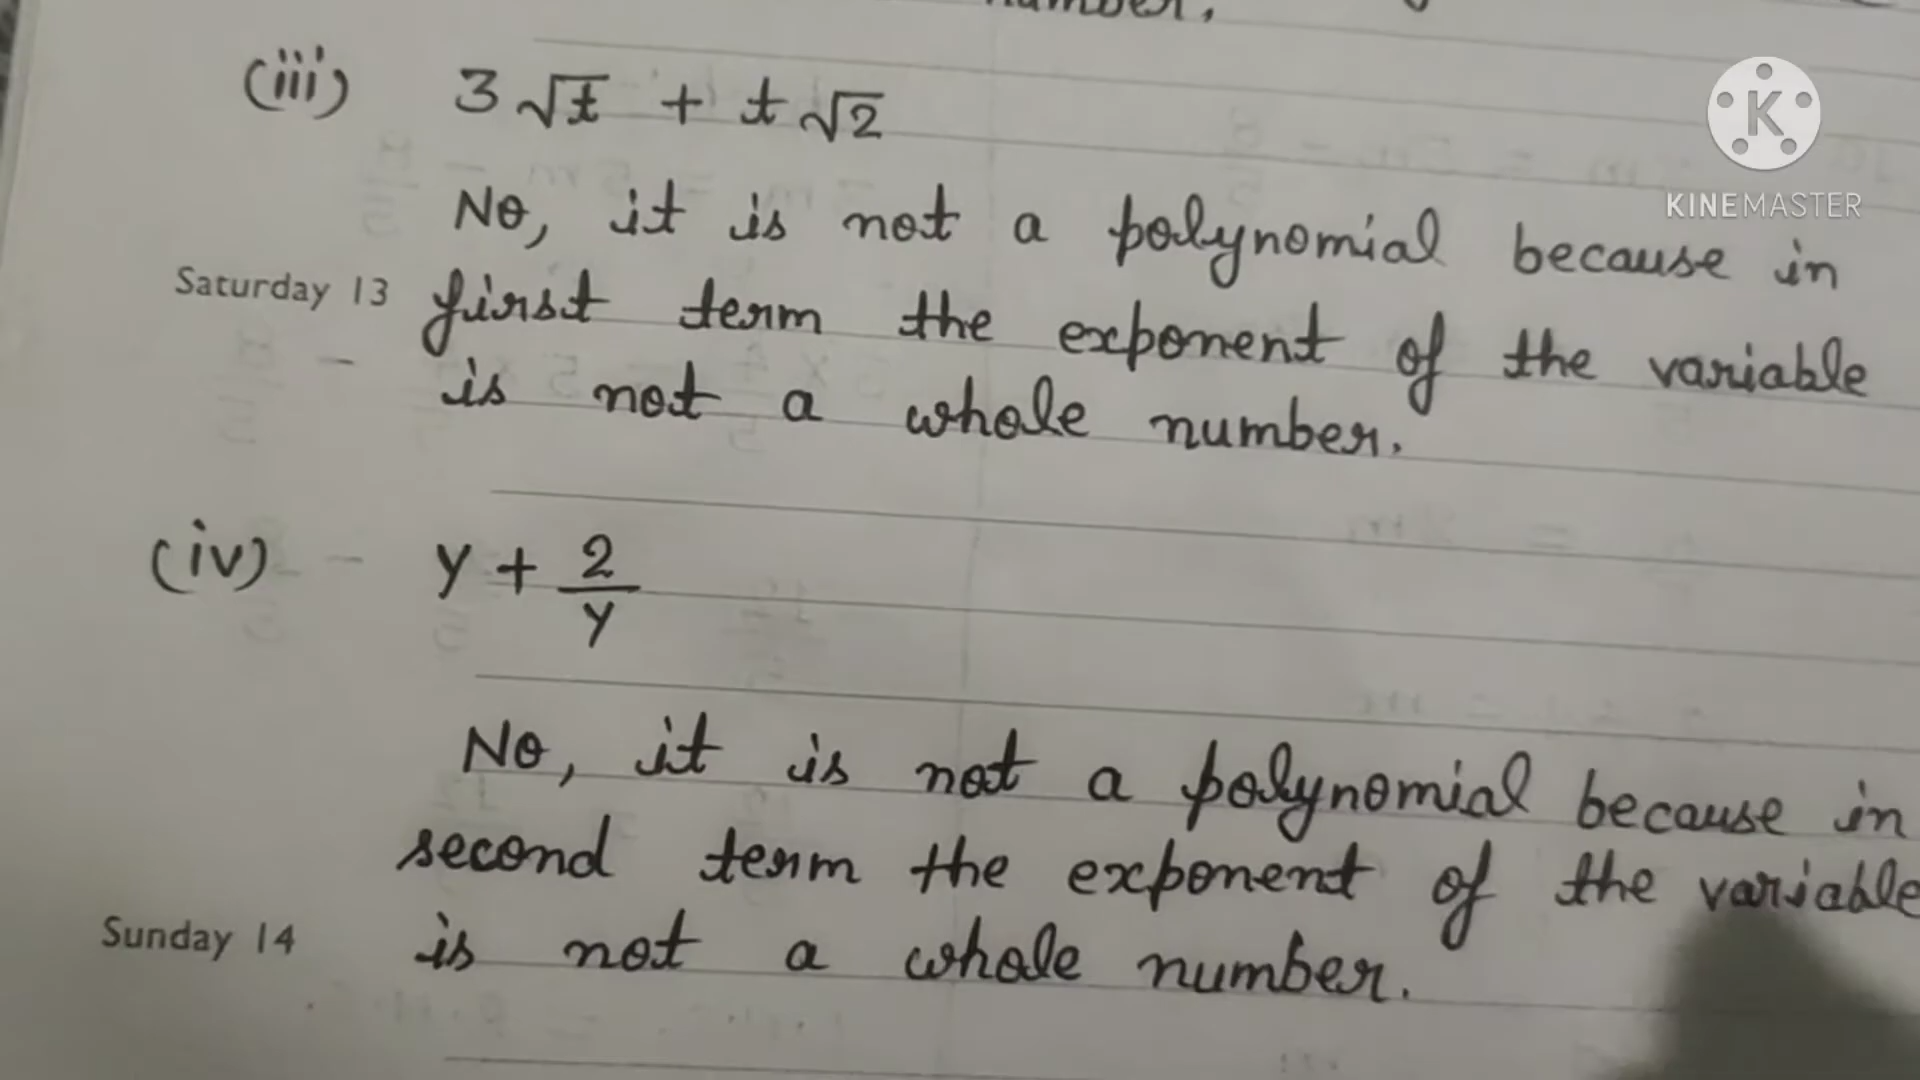 number.
(iii) 3√t + t√2
No, it is not a polynomial because in
Saturday 13 first term the exponent of the variable
is not a whole number.
(iv) y + 2/y
No, it is not a polynomial because in
second term the exponent of the variable
Sunday 14 is not a whole number.
K
KINEMASTER